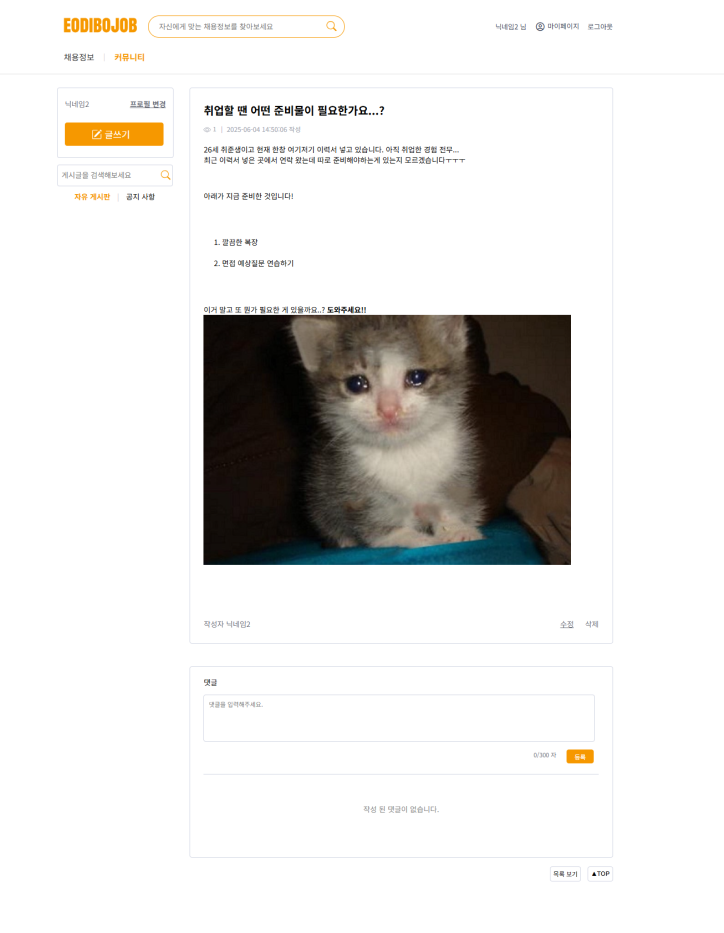 EODIBOJOB
자신에게 맞는 채용정보를 찾아보세요
닉네임2 님
마이페이지
로그아웃
채용정보 | 커뮤니티
닉네임2
프로필 변경
글쓰기
게시글을 검색해보세요
자유 게시판 | 공지 사항
취업할 땐 어떤 준비물이 필요한가요...?
1 | 2025-06-04 14:50:06 작성
26세 취준생이고 현재 한창 여기저기 이력서 넣고 있습니다. 아직 취업한 경험 전무...
최근 이력서 넣은 곳에서 연락 왔는데 따로 준비해야하는게 있는지 모르겠습니다ㅜㅜㅜ
아래가 지금 준비한 것입니다!
1. 깔끔한 복장
2. 면접 예상질문 연습하기
이거 말고 또 뭔가 필요한 게 있을까요..? 도와주세요!!
작성자 닉네임2
수정
삭제
댓글
댓글을 입력해주세요.
0/300 자
등록
작성 된 댓글이 없습니다.
목록 보기
▲TOP